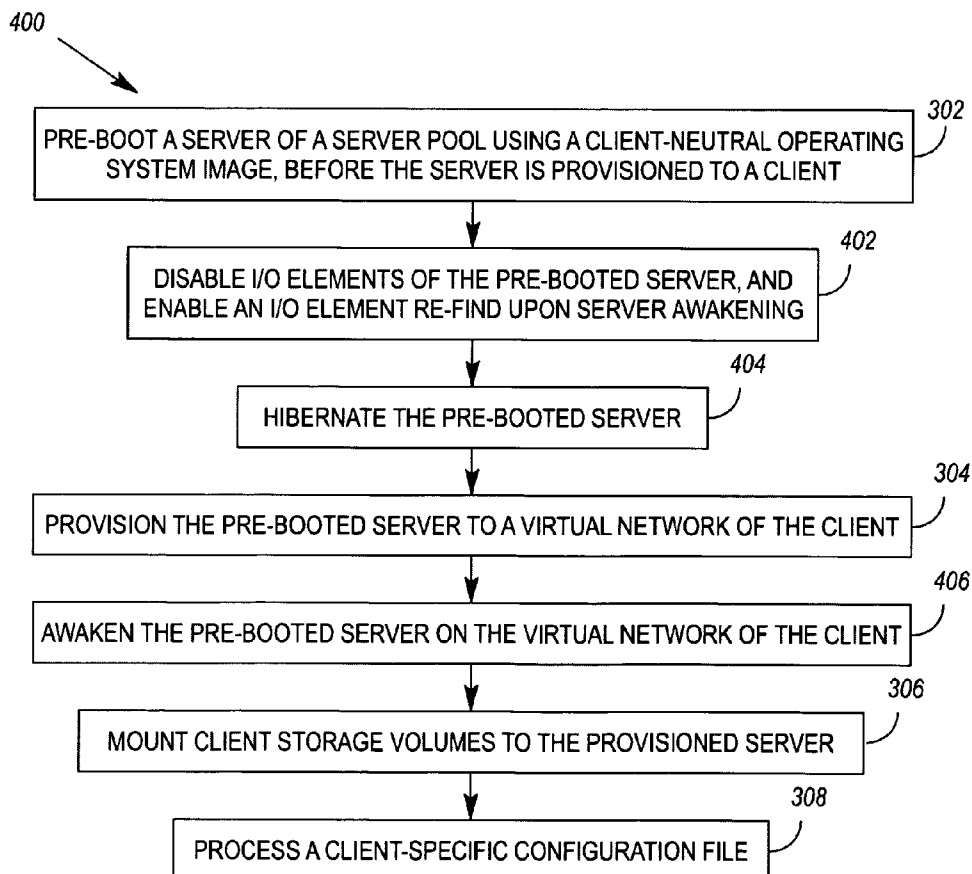 400
302
PRE-BOOT A SERVER OF A SERVER POOL USING A CLIENT-NEUTRAL OPERATING
SYSTEM IMAGE, BEFORE THE SERVER IS PROVISIONED TO A CLIENT
402
DISABLE I/O ELEMENTS OF THE PRE-BOOTED SERVER, AND
ENABLE AN I/O ELEMENT RE-FIND UPON SERVER AWAKENING
404
HIBERNATE THE PRE-BOOTED SERVER
304
PROVISION THE PRE-BOOTED SERVER TO A VIRTUAL NETWORK OF THE CLIENT
406
AWAKEN THE PRE-BOOTED SERVER ON THE VIRTUAL NETWORK OF THE CLIENT
306
MOUNT CLIENT STORAGE VOLUMES TO THE PROVISIONED SERVER
308
PROCESS A CLIENT-SPECIFIC CONFIGURATION FILE